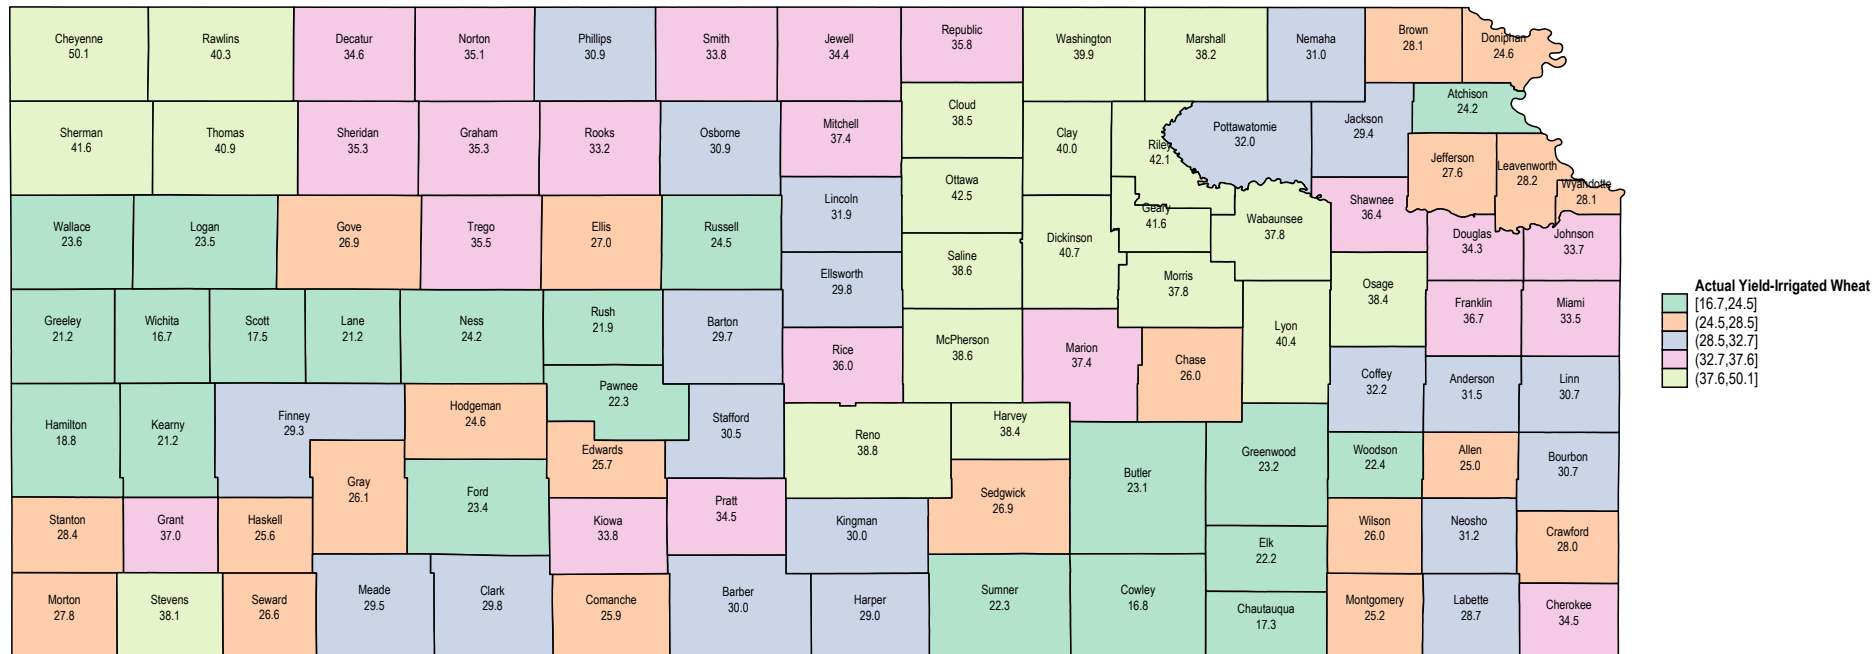 Cheyenne
50.1
Rawlins
40.3
Decatur
34.6
Norton
35.1
Phillips
30.9
Smith
33.8
Jewell
34.4
Republic
35.8
Washington
39.9
Marshall
38.2
Nemaha
31.0
Brown
28.1
Doniphan
24.6
Sherman
41.6
Thomas
40.9
Sheridan
35.3
Graham
35.3
Rooks
33.2
Osborne
30.9
Mitchell
37.4
Cloud
38.5
Clay
40.0
Riley
42.1
Pottawatomie
32.0
Jackson
29.4
Atchison
24.2
Jefferson
27.6
Leavenworth
28.2
Wyandotte
28.1
Wallace
23.6
Logan
23.5
Gove
26.9
Trego
35.5
Ellis
27.0
Russell
24.5
Lincoln
31.9
Ottawa
42.5
Geary
41.6
Wabaunsee
37.8
Shawnee
36.4
Douglas
34.3
Johnson
33.7
Dickinson
40.7
Saline
38.6
Ellsworth
29.8
Morris
37.8
Osage
38.4
Franklin
36.7
Miami
33.5
Actual Yield-Irrigated Wheat
[16.7,24.5]
(24.5,28.5]
(28.5,32.7]
(32.7,37.6]
(37.6,50.1]
Greeley
21.2
Wichita
16.7
Scott
17.5
Lane
21.2
Ness
24.2
Rush
21.9
Barton
29.7
Rice
36.0
McPherson
38.6
Marion
37.4
Chase
26.0
Lyon
40.4
Coffey
32.2
Anderson
31.5
Linn
30.7
Hamilton
18.8
Kearny
21.2
Finney
29.3
Hodgeman
24.6
Pawnee
22.3
Stafford
30.5
Reno
38.8
Harvey
38.4
Gray
26.1
Ford
23.4
Edwards
25.7
Pratt
34.5
Sedgwick
26.9
Butler
23.1
Greenwood
23.2
Woodson
22.4
Allen
25.0
Bourbon
30.7
Stanton
28.4
Grant
37.0
Haskell
25.6
Kiowa
33.8
Kingman
30.0
Elk
22.2
Wilson
26.0
Neosho
31.2
Crawford
28.0
Morton
27.8
Stevens
38.1
Seward
26.6
Meade
29.5
Clark
29.8
Comanche
25.9
Barber
30.0
Harper
29.0
Sumner
22.3
Cowley
16.8
Chautauqua
17.3
Montgomery
25.2
Labette
28.7
Cherokee
34.5